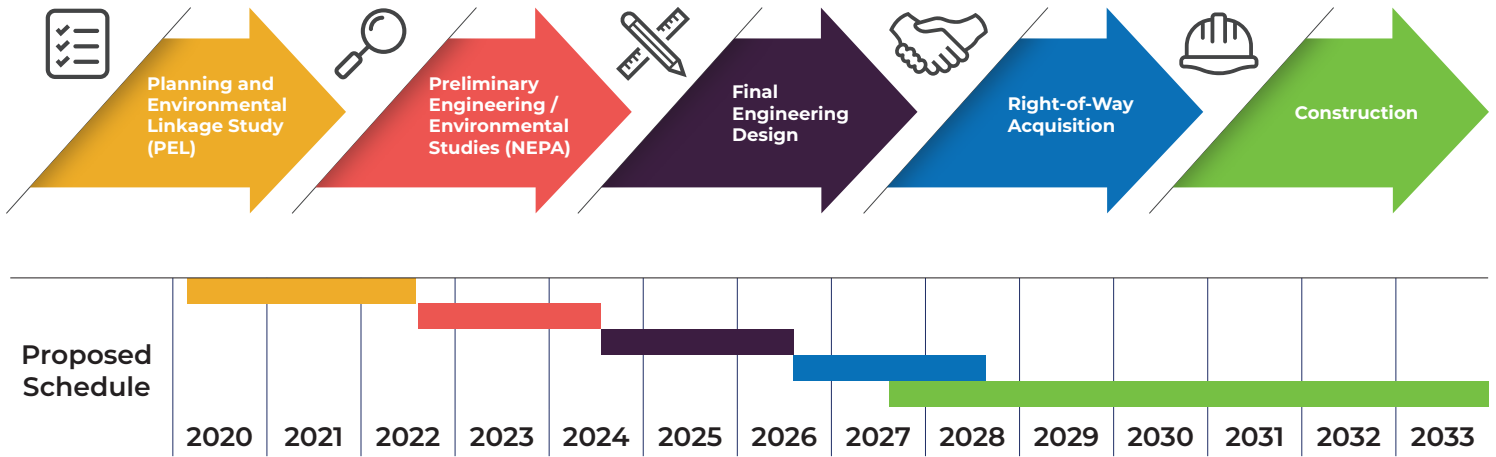 Planning and
Environmental
Linkage Study
(PEL)
Preliminary
Engineering /
Environmental
Studies (NEPA)
Final
Engineering
Design
Right-of-Way
Acquisition
Construction
Proposed
Schedule
2020 2021 2022 2023 2024 2025 2026 2027 2028 2029 2030 2031 2032 2033